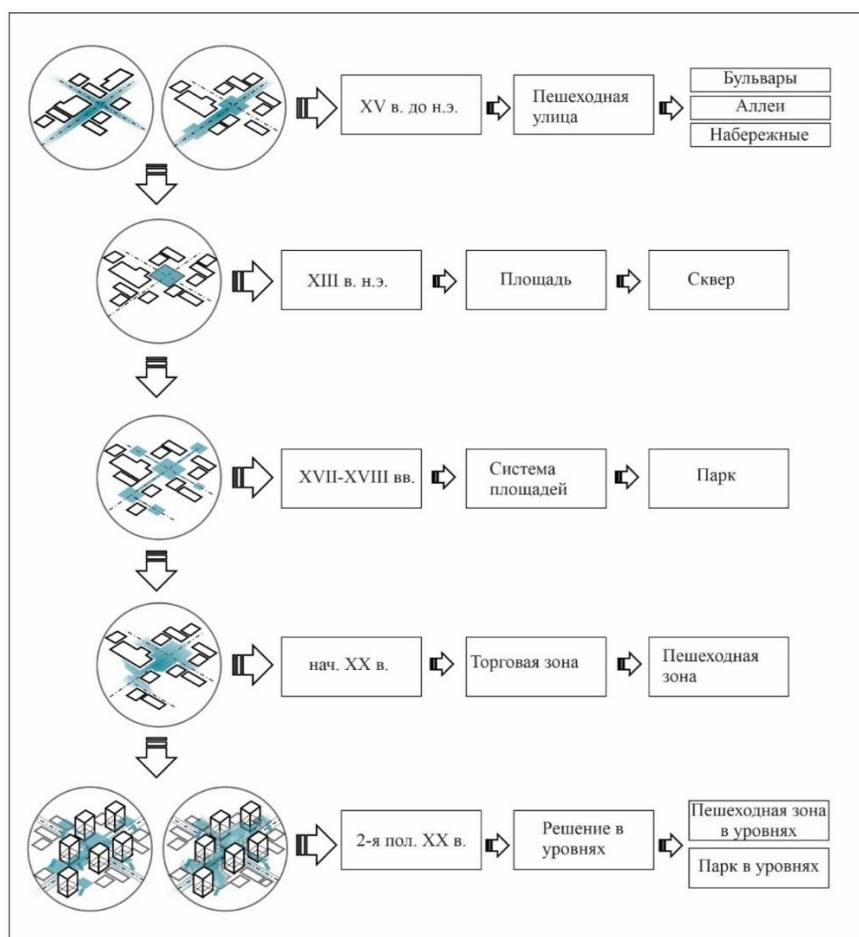 XV в. до н.э.
Пешеходная
улица
Бульвары
Аллеи
Набережные
XIII в. н.э.
Площадь
Сквер
XVII-XVIII вв.
Система
площадей
Парк
нач. XX в.
Торговая зона
Пешеходная
зона
2-я пол. XX в.
Решение в
уровнях
Пешеходная зона
в уровнях
Парк в уровнях